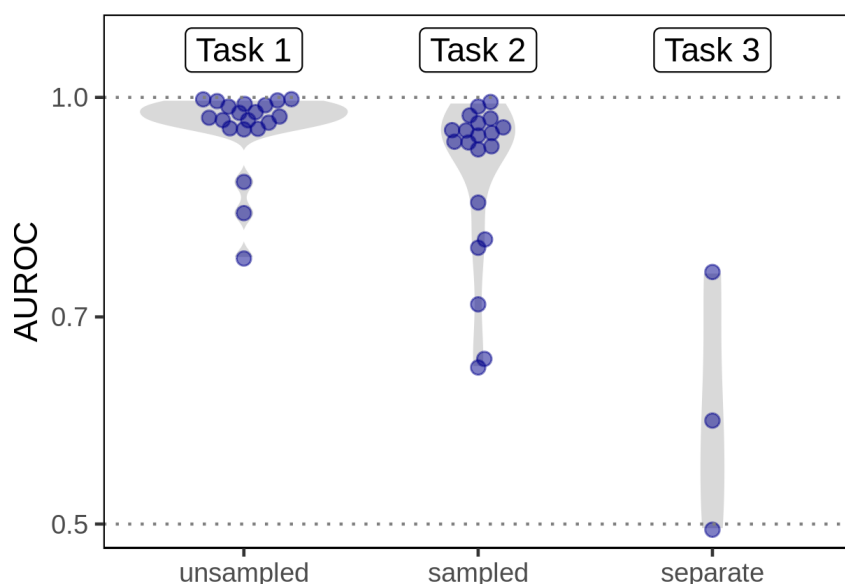 Task 1
Task 2
Task 3
1.0
0.7
0.5
AUROC
unsampled
sampled
separate